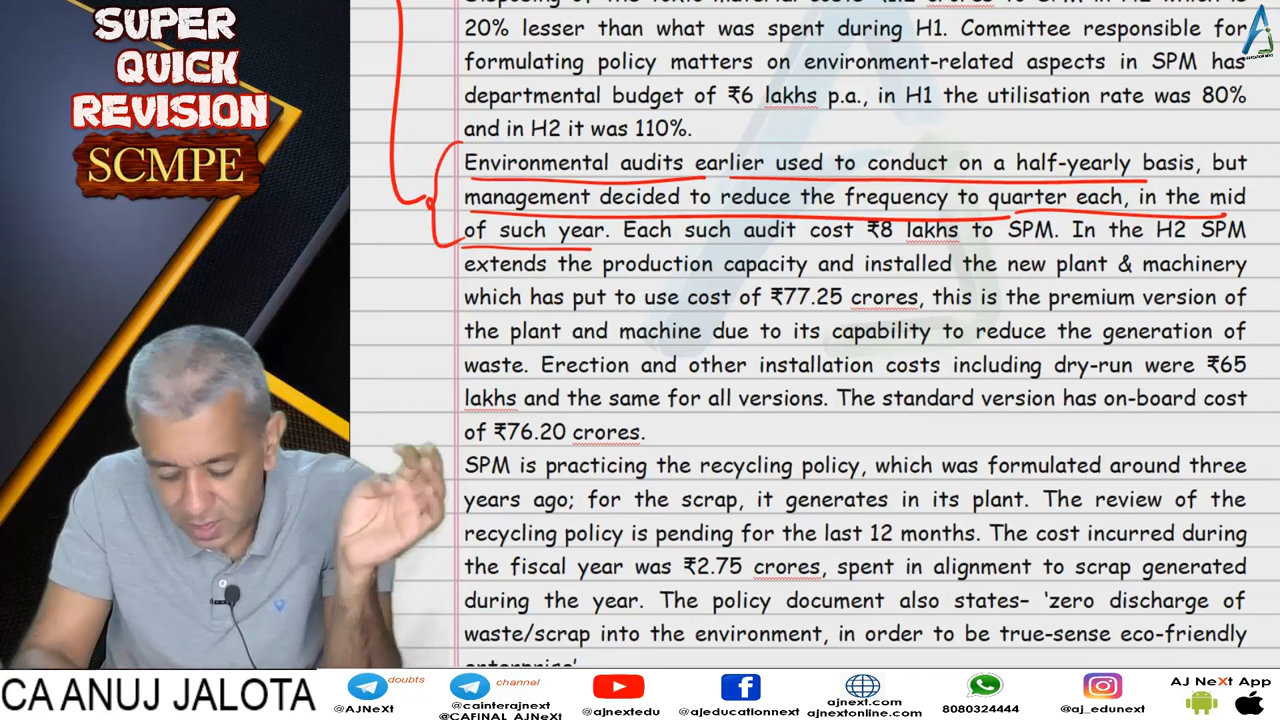 SUPER
QUICK
REVISION
SCMPE
20% lesser than what was spent during H1. Committee responsible for
formulating policy matters on environment-related aspects in SPM has
departmental budget of ₹6 lakhs p.a., in H1 the utilisation rate was 80%
and in H2 it was 110%.
Environmental audits earlier used to conduct on a half-yearly basis, but
management decided to reduce the frequency to quarter each, in the mid
of such year. Each such audit cost ₹8 lakhs to SPM. In the H2 SPM
extends the production capacity and installed the new plant & machinery
which has put to use cost of ₹77.25 crores, this is the premium version of
the plant and machine due to its capability to reduce the generation of
waste. Erection and other installation costs including dry-run were ₹65
lakhs and the same for all versions. The standard version has on-board cost
of ₹76.20 crores.
SPM is practicing the recycling policy, which was formulated around three
years ago; for the scrap, it generates in its plant. The review of the
recycling policy is pending for the last 12 months. The cost incurred during
the fiscal year was ₹2.75 crores, spent in alignment to scrap generated
during the year. The policy document also states– ‘zero discharge of
waste/scrap into the environment, in order to be true-sense eco-friendly
enterprise’
CA ANUJ JALOTA
doubts
@AJNeXt
channel
@cainterajnext
@CAFINAL_AJNeXt
@ajnextedu
@ajeducationnext
ajnext.com
ajnextonline.com
8080324444
@aj_edunext
AJ NeXt App